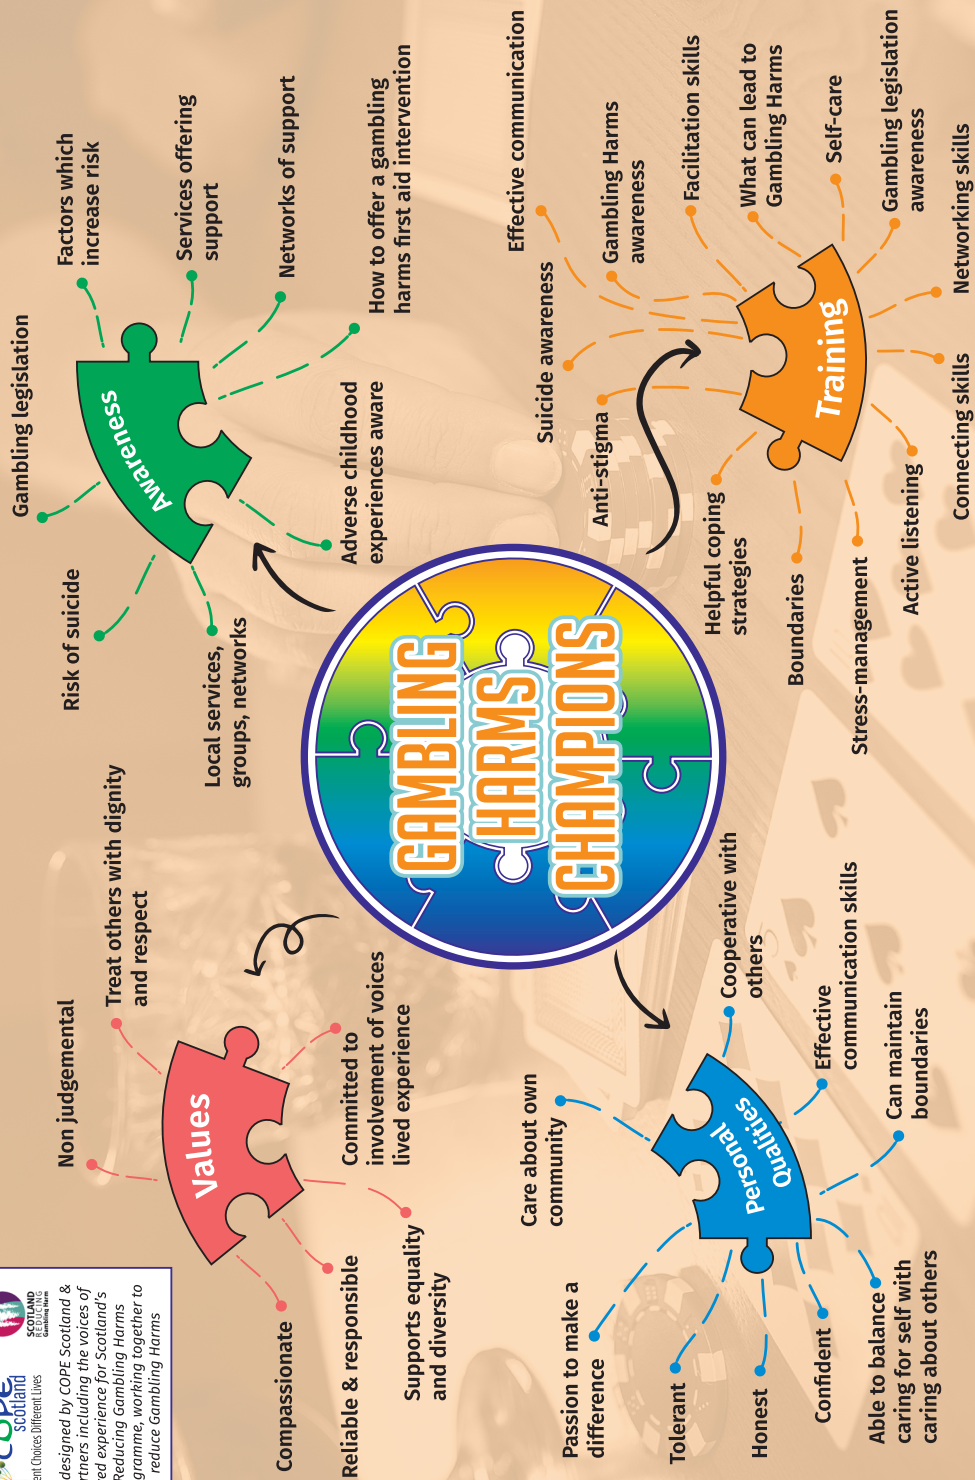 COPE
scotland
SCOTLAND
REDUCING
Gambling Harm
ent Choices Different Lives
designed by COPE Scotland &
rtners including the voices of
ed experience for Scotland's
Reducing Gambling Harms
gramme, working together to
reduce Gambling Harms
GAMBLING
HARMS
CHAMPIONS
Values
Compassionate
Non judgemental
Treat others with dignity
and respect
Committed to
involvement of voices
lived experience
Supports equality
and diversity
Reliable & responsible
Awareness
Local services,
groups, networks
Risk of suicide
Gambling legislation
Factors which
increase risk
Services offering
support
Networks of support
How to offer a gambling
harms first aid intervention
Adverse childhood
experiences aware
Personal
Qualities
Care about own
community
Passion to make a
difference
Tolerant
Honest
Confident
Able to balance
caring for self with
caring about others
Can maintain
boundaries
Effective
communication skills
Cooperative with
others
Training
Effective communication
Suicide awareness
Anti-stigma
Gambling Harms
awareness
Facilitation skills
What can lead to
Gambling Harms
Self-care
Gambling legislation
awareness
Networking skills
Connecting skills
Active listening
Stress-management
Boundaries
Helpful coping
strategies